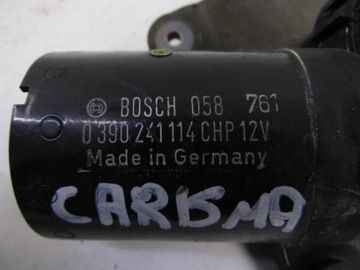 BOSCH 058 761
0 390 241 114 CHP 12V
Made in Germany
CARISMA